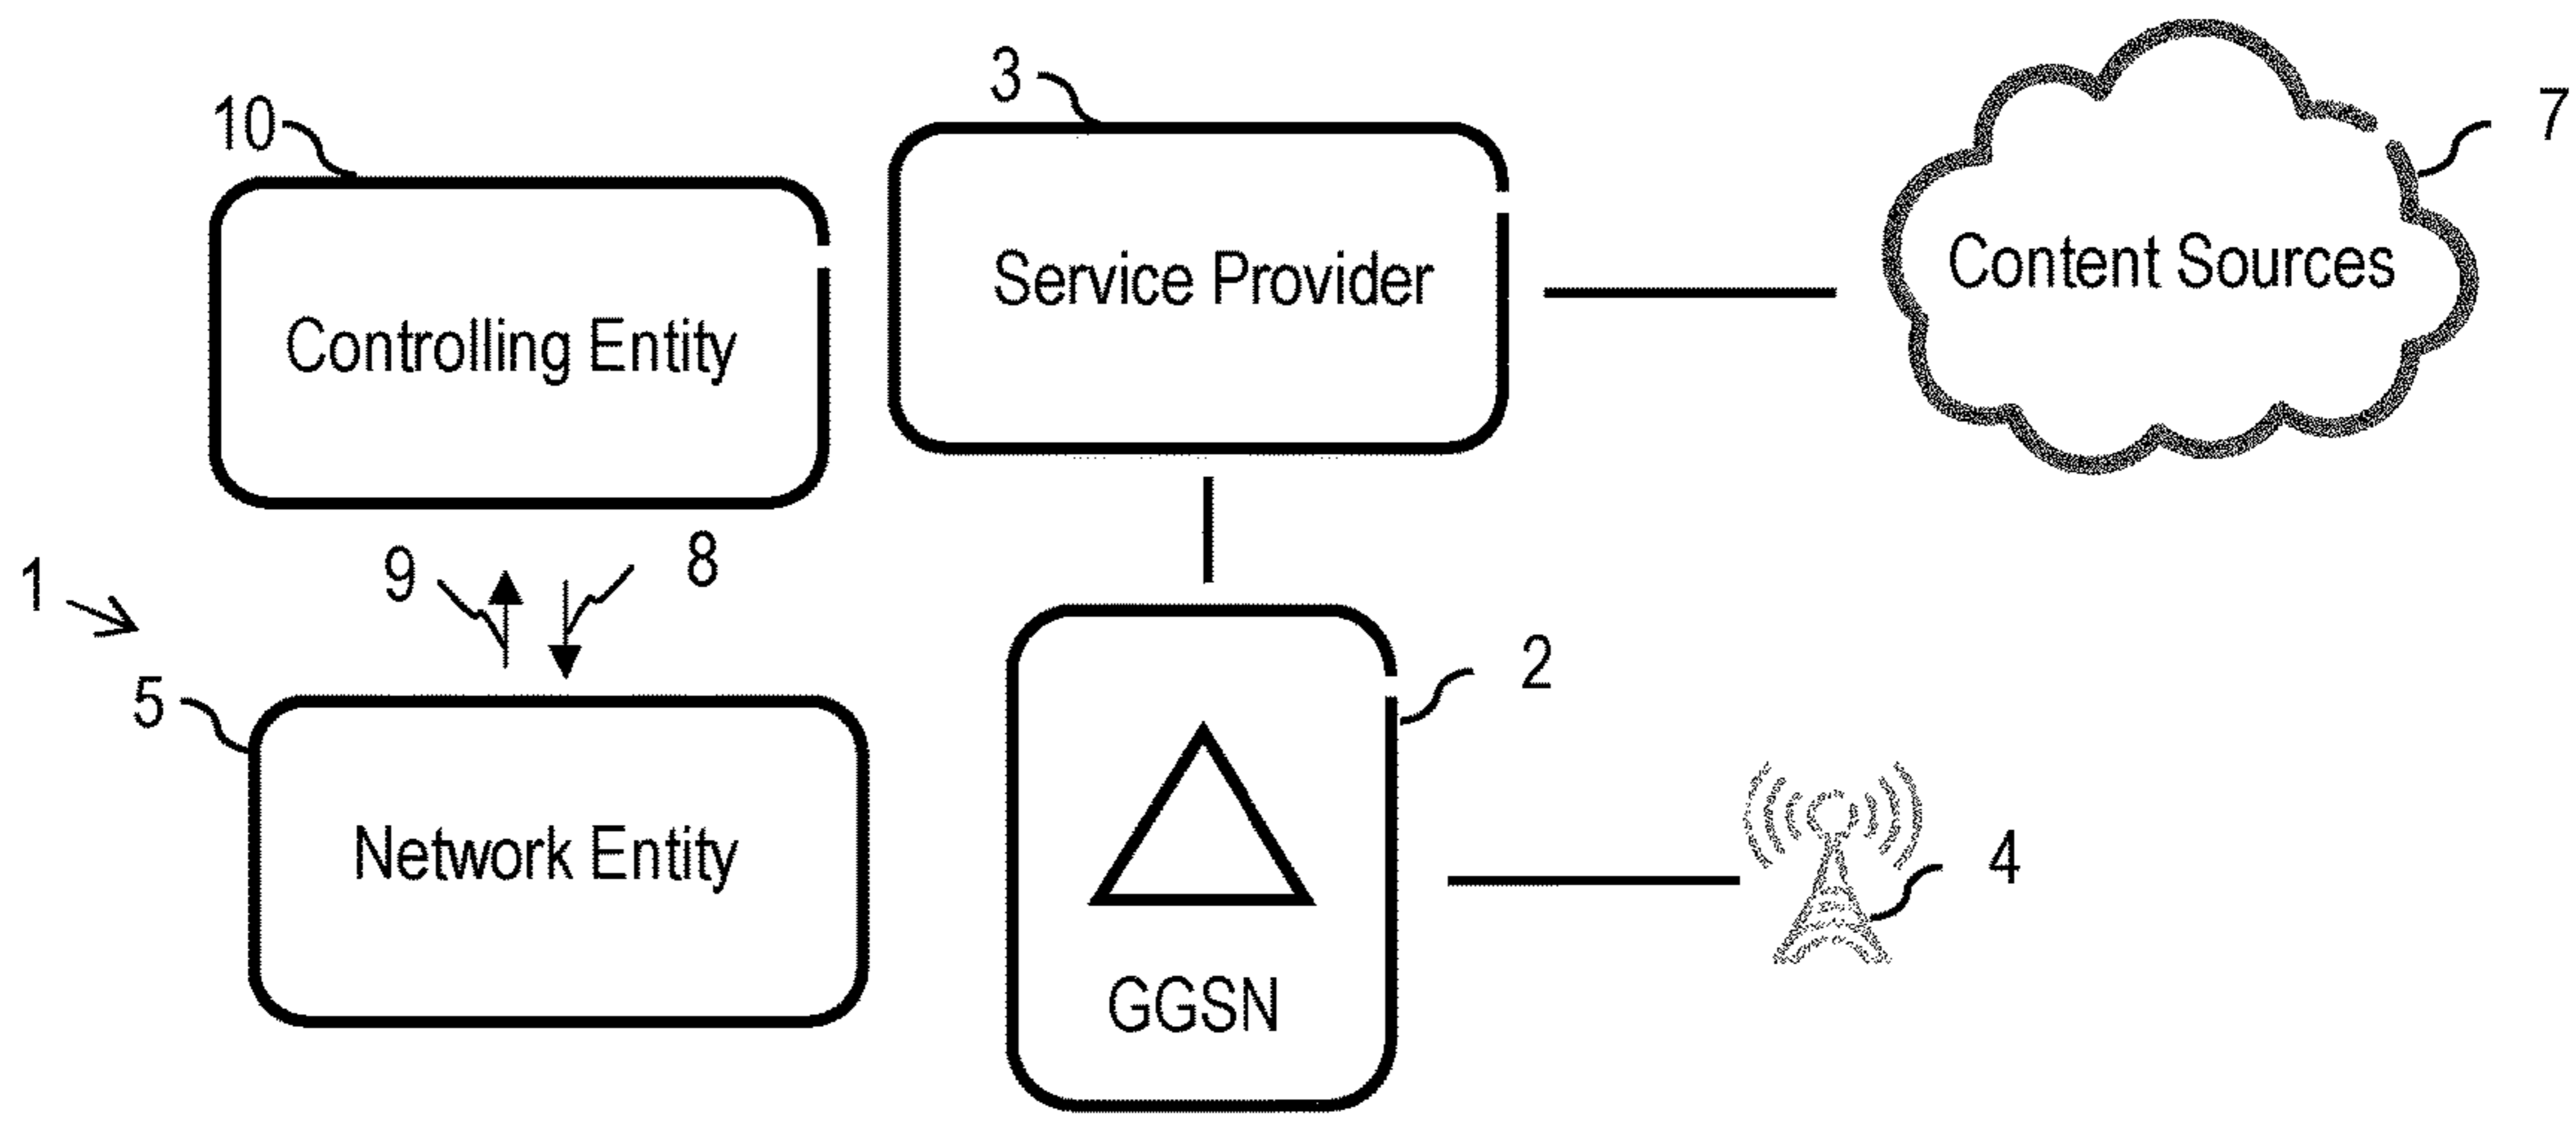 3
7
10
Service Provider
Content Sources
Controlling Entity
9
8
1
2
5
4
Network Entity
GGSN